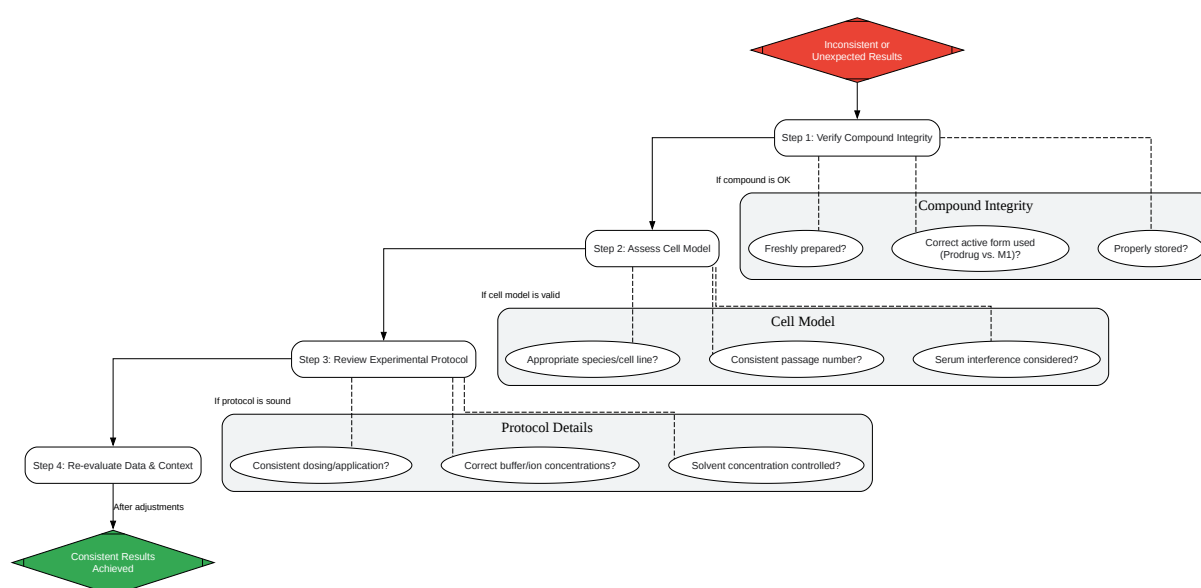 Inconsistent or
Unexpected Results
Step 1: Verify Compound Integrity
If compound is OK
Compound Integrity
Freshly prepared?
Correct active form used
(Prodrug vs. M1)?
Properly stored?
Step 2: Assess Cell Model
If cell model is valid
Cell Model
Appropriate species/cell line?
Consistent passage number?
Serum interference considered?
Step 3: Review Experimental Protocol
If protocol is sound
Protocol Details
Consistent dosing/application?
Correct buffer/ion concentrations?
Solvent concentration controlled?
Step 4: Re-evaluate Data & Context
After adjustments
Consistent Results
Achieved